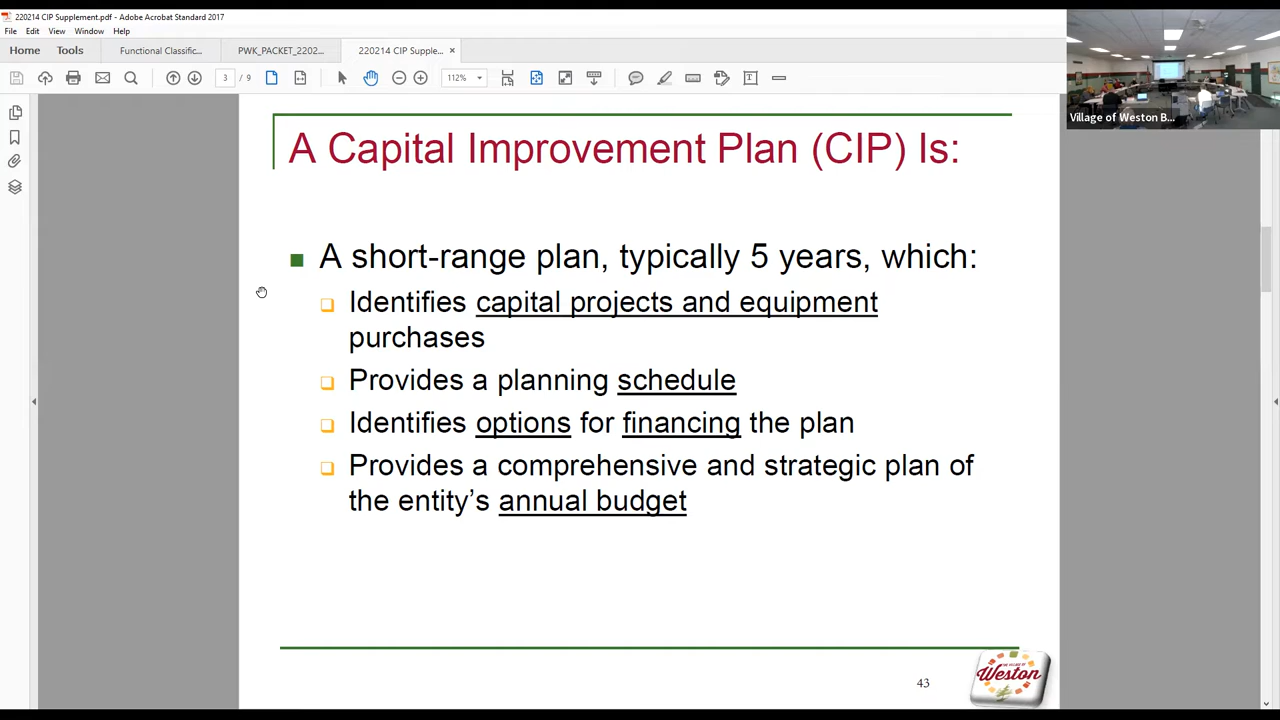 220214 CIP Supplement.pdf - Adobe Acrobat Standard 2017
File Edit View Window Help
Home Tools Functional Classific... PWK_PACKET_2202... 220214 CIP Supple... ×
3 / 9 112%
Village of Weston B...
A Capital Improvement Plan (CIP) Is:
A short-range plan, typically 5 years, which:
Identifies capital projects and equipment
purchases
Provides a planning schedule
Identifies options for financing the plan
Provides a comprehensive and strategic plan of
the entity’s annual budget
43
THE VILLAGE OF
Weston